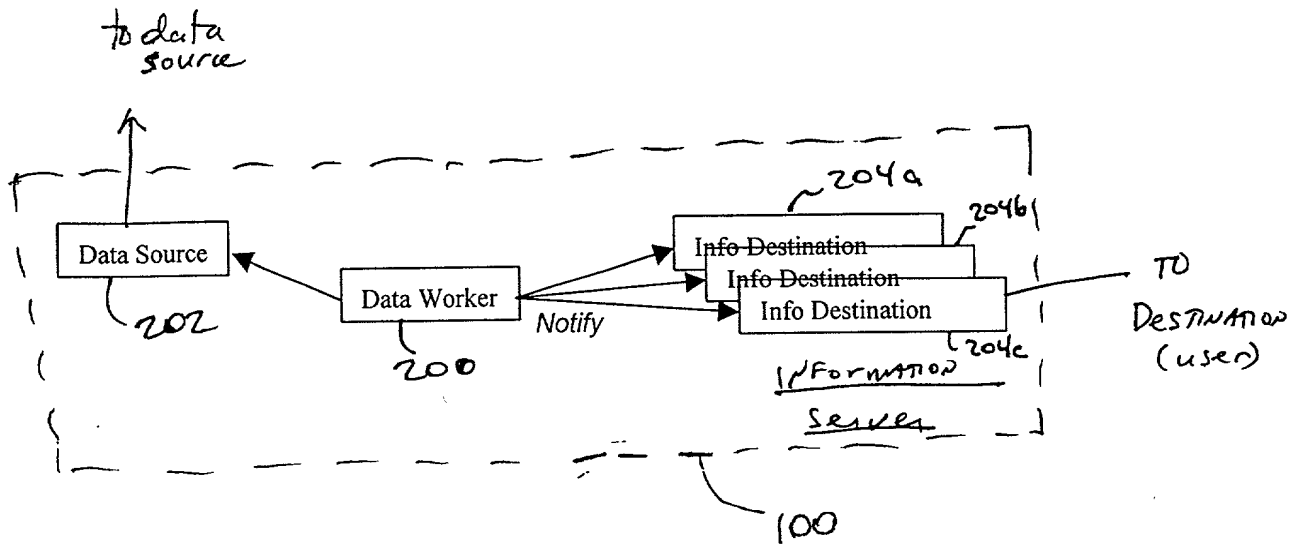 to data
source
204a
204b
Data Source
Info Destination
Info Destination
Info Destination
Data Worker
Notify
TO
DESTINATION
(user)
202
200
204c
INFORMATION
Server
100